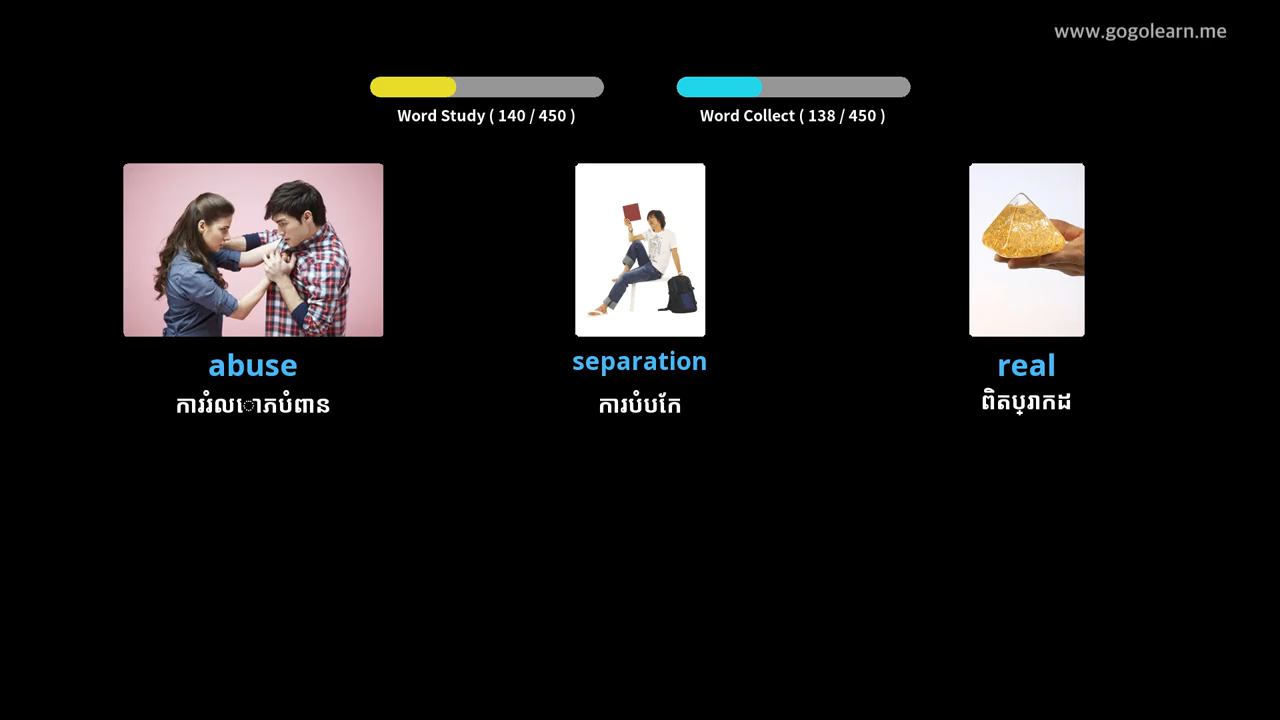 www.gogolearn.me
Word Study ( 140 / 450 )
Word Collect ( 138 / 450 )
abuse
separation
real
ការរំលោភបំពាន
ការបំបែក
ពិតប្រាកដ